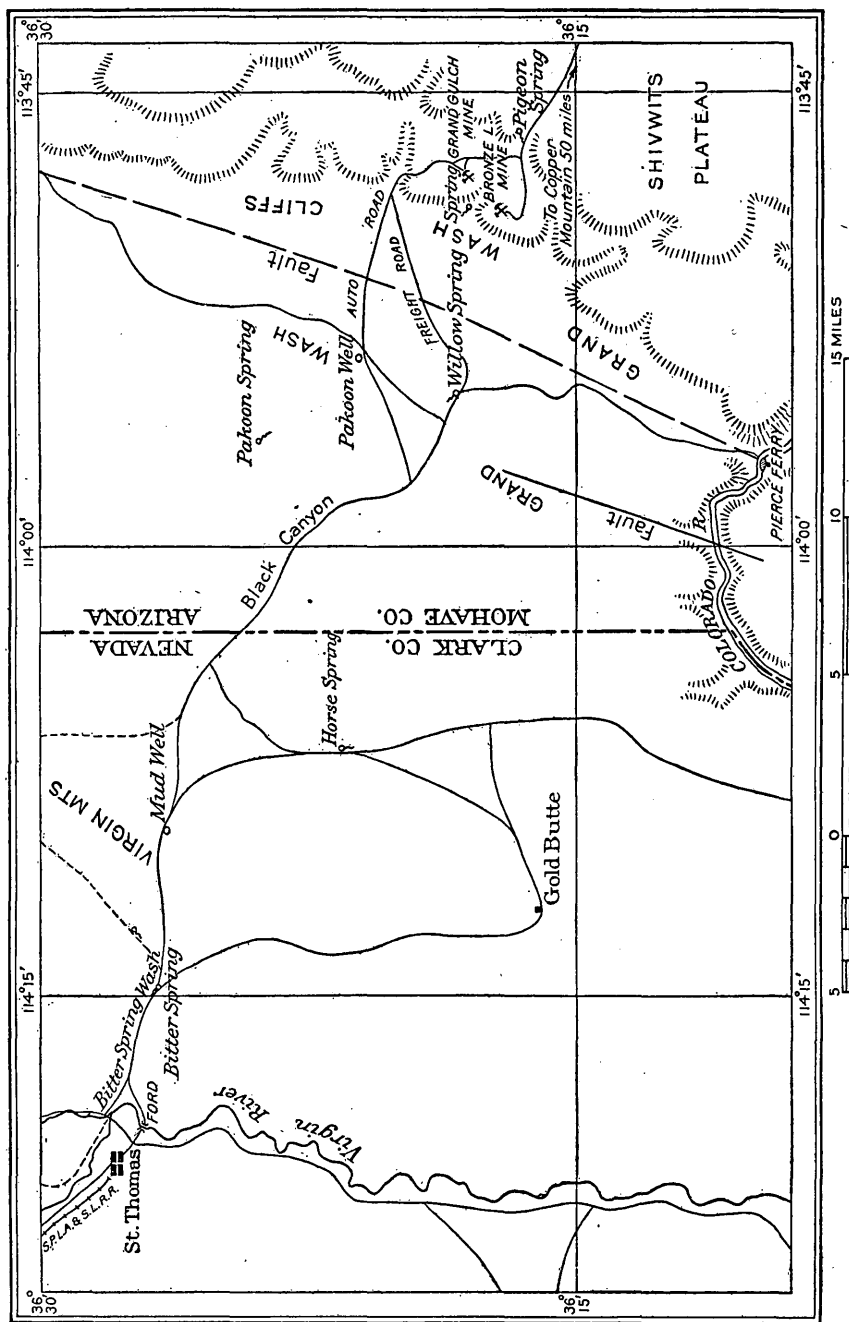 36°
30'
113°45'
36°
15'
114°00'
114°15'
36
30'
36°
15'
°
S.P.L.A.& S.L.R.R.
St. Thomas
FORD
Bitter Spring Wash
Bitter Spring
Virgin River
VIRGIN MTS
Mud Well
Horse Spring
Gold Butte
NEVADA
ARIZONA
CLARK CO.
MOHAVE CO.
Black Canyon
Pakoon Spring
Pakoon Well
WASH
AUTO ROAD
FREIGHT ROAD
Willow Spring
Fault
GRAND WASH CLIFFS
GRAND
Fault
S Spring
GRAND GULCH
MINE
BRONZE L.
MINE
Pigeon
Spring
To Copper
Mountain 50 miles
SHIVWITS
PLATEAU
COLORADO R.
PIERCE FERRY
113°45'
114°00'
114°15'
5 0 5 10 15 MILES